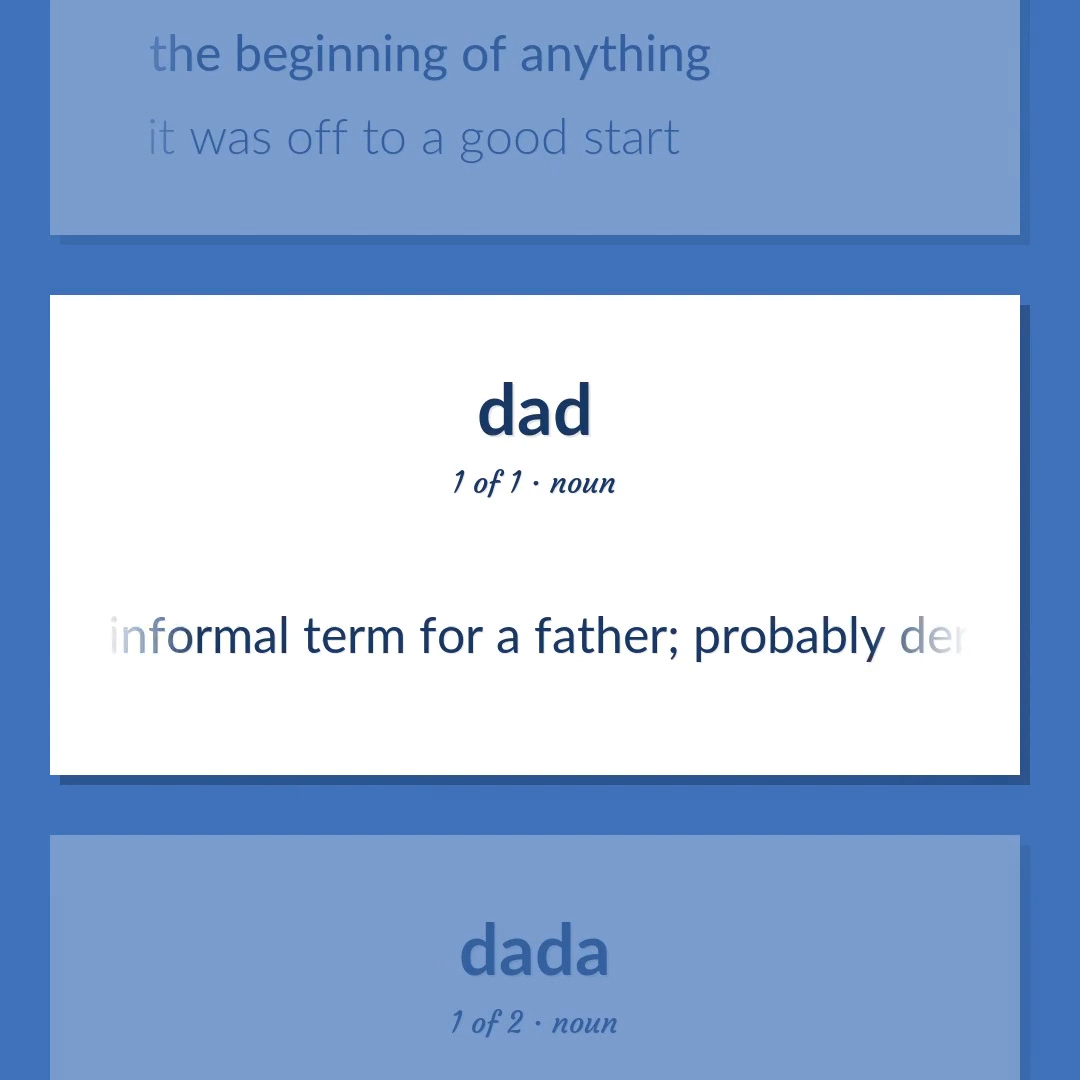 the beginning of anything
it was off to a good start
dad
1 of 1 · noun
informal term for a father; probably
dada
1 of 2 · noun